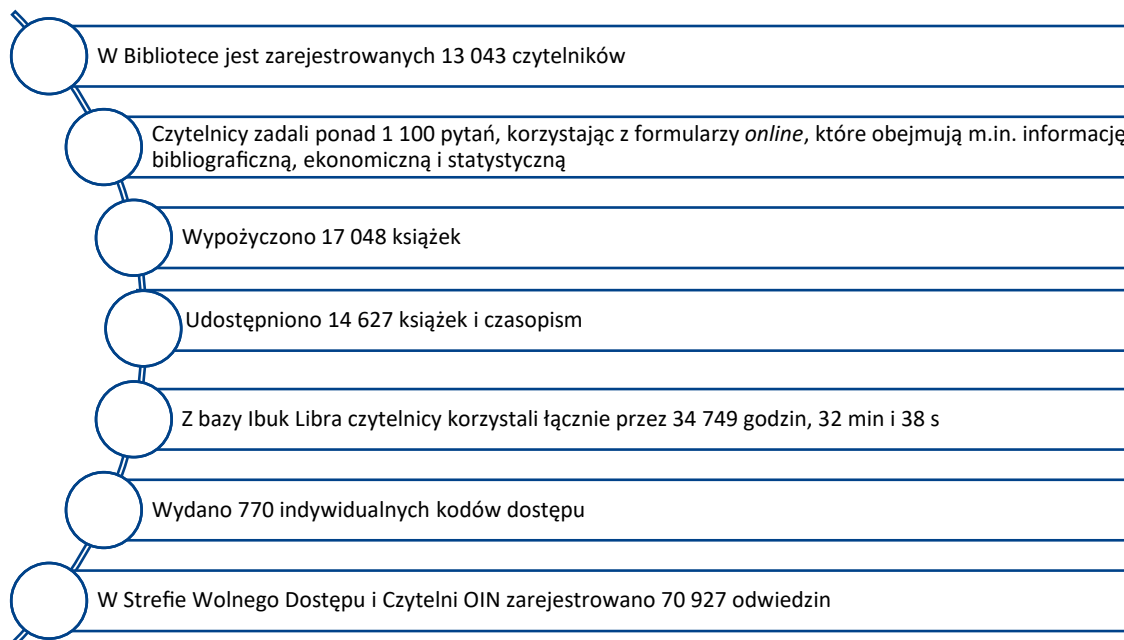 W Bibliotece jest zarejestrowanych 13 043 czytelników
Czytelnicy zadali ponad 1 100 pytań, korzystając z formularzy online, które obejmują m.in. informację
bibliograficzną, ekonomiczną i statystyczną
Wypożyczono 17 048 książek
Udostępniono 14 627 książek i czasopism
Z bazy Ibuk Libra czytelnicy korzystali łącznie przez 34 749 godzin, 32 min i 38 s
Wydano 770 indywidualnych kodów dostępu
W Strefie Wolnego Dostępu i Czytelni OIN zarejestrowano 70 927 odwiedzin